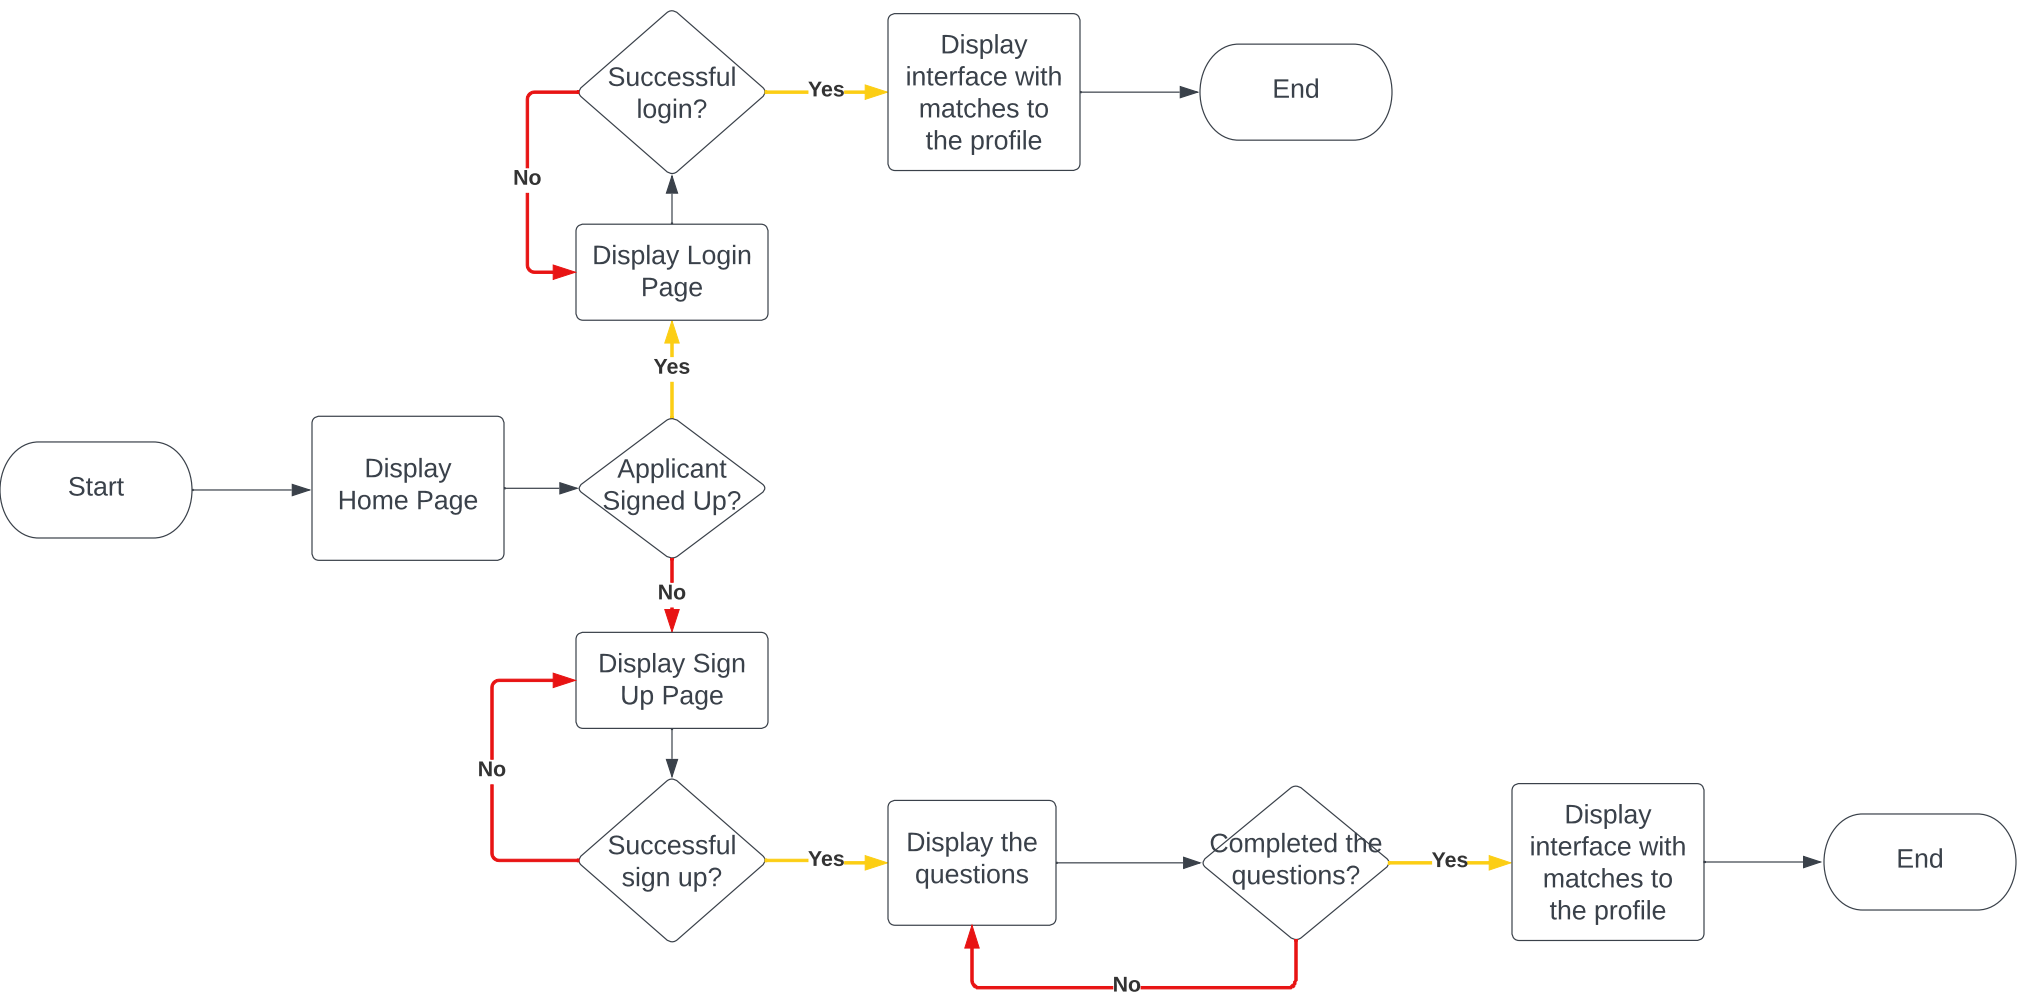 Successful
login?
Yes
Display
interface with
matches to
the profile
End
No
Display Login
Page
Yes
Start
Display
Home Page
Applicant
Signed Up?
No
Display Sign
Up Page
No
Successful
sign up?
Yes
Display the
questions
Completed the
questions?
Yes
Display
interface with
matches to
the profile
End
No